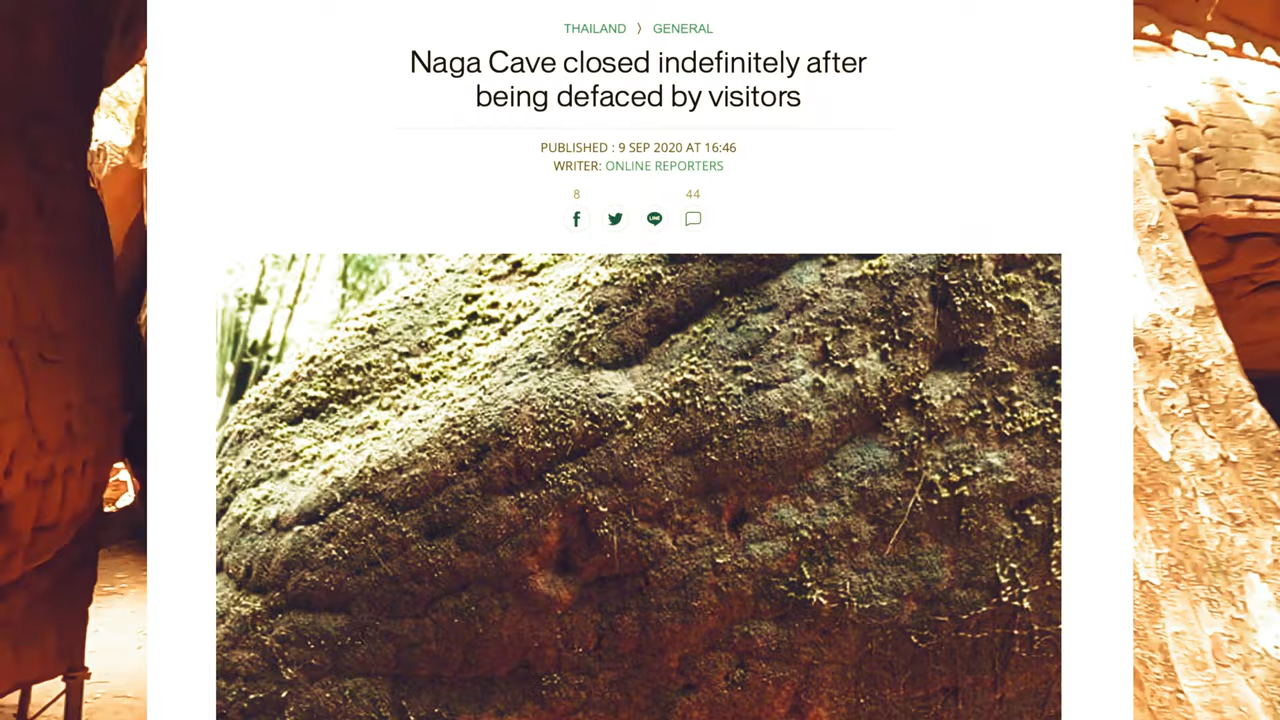 THAILAND 〉 GENERAL
Naga Cave closed indefinitely after
being defaced by visitors
PUBLISHED : 9 SEP 2020 AT 16:46
WRITER: ONLINE REPORTERS
8 44
LINE